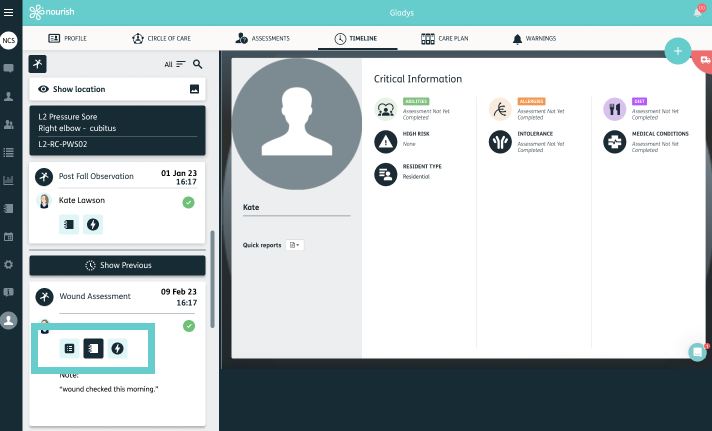 nourish
Gladys
NCS
PROFILE
CIRCLE OF CARE
ASSESSMENTS
TIMELINE
CARE PLAN
WARNINGS
All
Show location
L2 Pressure Sore
Right elbow - cubitus
L2-RC-PWS02
Post Fall Observation
01 Jan 23
16:17
Kate Lawson
Show Previous
Wound Assessment
09 Feb 23
16:17
Note:
"wound checked this morning."
Kate
Quick reports
Critical Information
ABILITIES
Assessment Not Yet
Completed
ALLERGIES
Assessment Not Yet
Completed
DIET
Assessment Not Yet
Completed
HIGH RISK
None
INTOLERANCE
Assessment Not Yet
Completed
MEDICAL CONDITIONS
Assessment Not Yet
Completed
RESIDENT TYPE
Residential